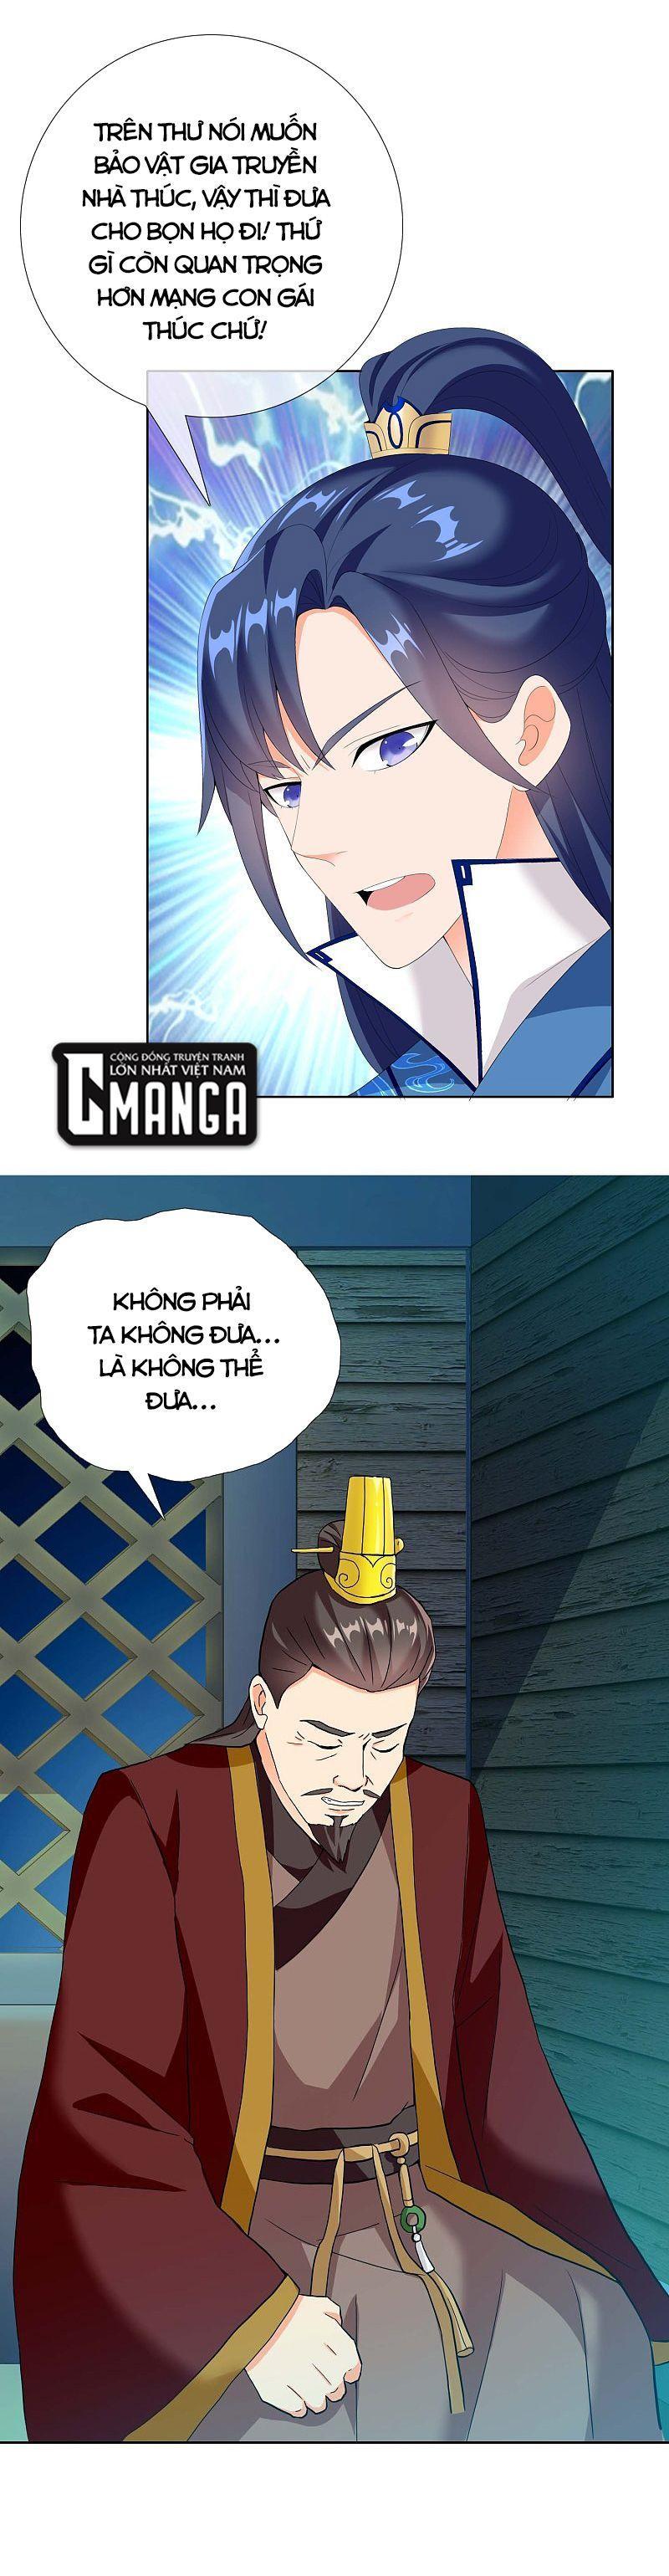 TRÊN THƯ NÓI MUỐN
BẢO VẬT GIA TRUYỀN
NHÀ THÚC, VẬY THÌ ĐƯA
CHO BỌN HỌ ĐI! THỨ
GÌ CÒN QUAN TRỌNG
HƠN MẠNG CON GÁI
THÚC CHỨ!
CỘNG ĐỒNG TRUYỆN TRANH
LỚN NHẤT VIỆT NAM
CMANGA
KHÔNG PHẢI
TA KHÔNG ĐƯA...
LÀ KHÔNG THỂ
ĐƯA...